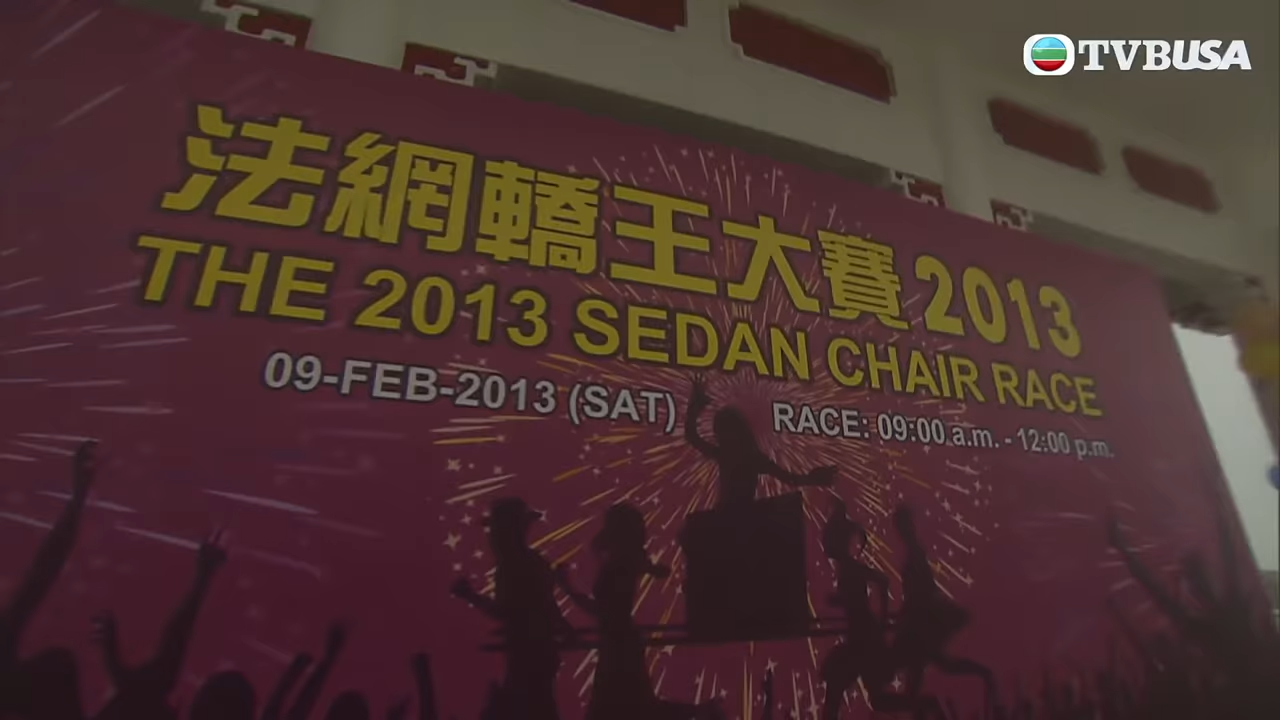 TVBUSA
法網轎王大賽2013
THE 2013 SEDAN CHAIR RACE
09-FEB-2013 (SAT) RACE: 09:00 a.m. - 12:00 p.m.